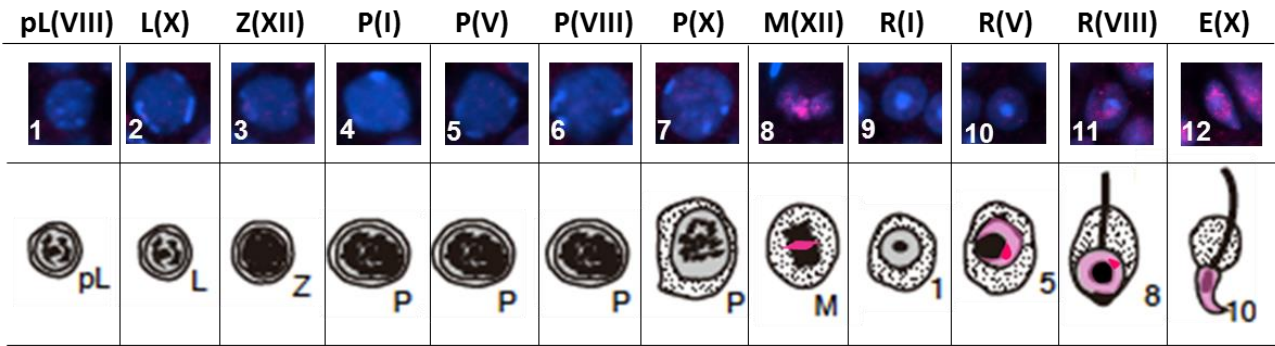 pL(VIII) L(X) Z(XII) P(I) P(V) P(VIII) P(X) M(XII) R(I) R(V) R(VIII) E(X)
1 2 3 4 5 6 7 8 9 10 11 12
pL L Z P P P P M 1 5 8 10